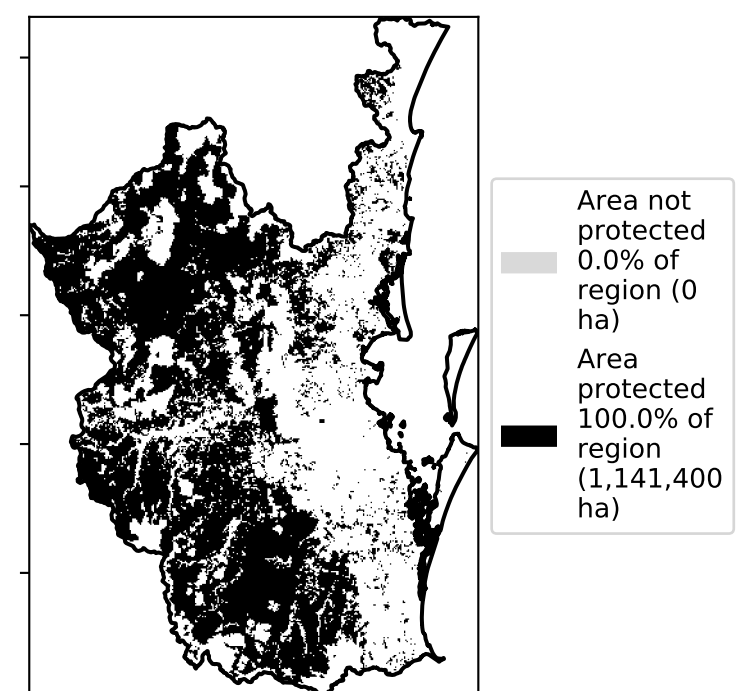 Area not
protected
0.0% of
region (0
ha)
Area
protected
100.0% of
region
(1,141,400
ha)